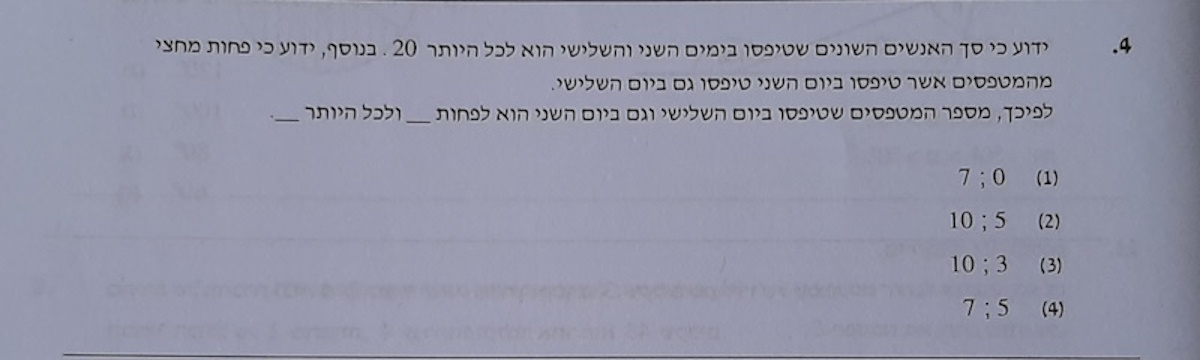 4. ידוע כי סך האנשים השונים שטיפסו בימים השני והשלישי הוא לכל היותר 20. בנוסף, ידוע כי פחות מחצי
מהמטפסים אשר טיפסו ביום השני טיפסו גם ביום השלישי.
לפיכך, מספר המטפסים שטיפסו ביום השלישי וגם ביום השני הוא לפחות __ ולכל היותר __.
(1) 0 ; 7
(2) 5 ; 10
(3) 3 ; 10
(4) 5 ; 7